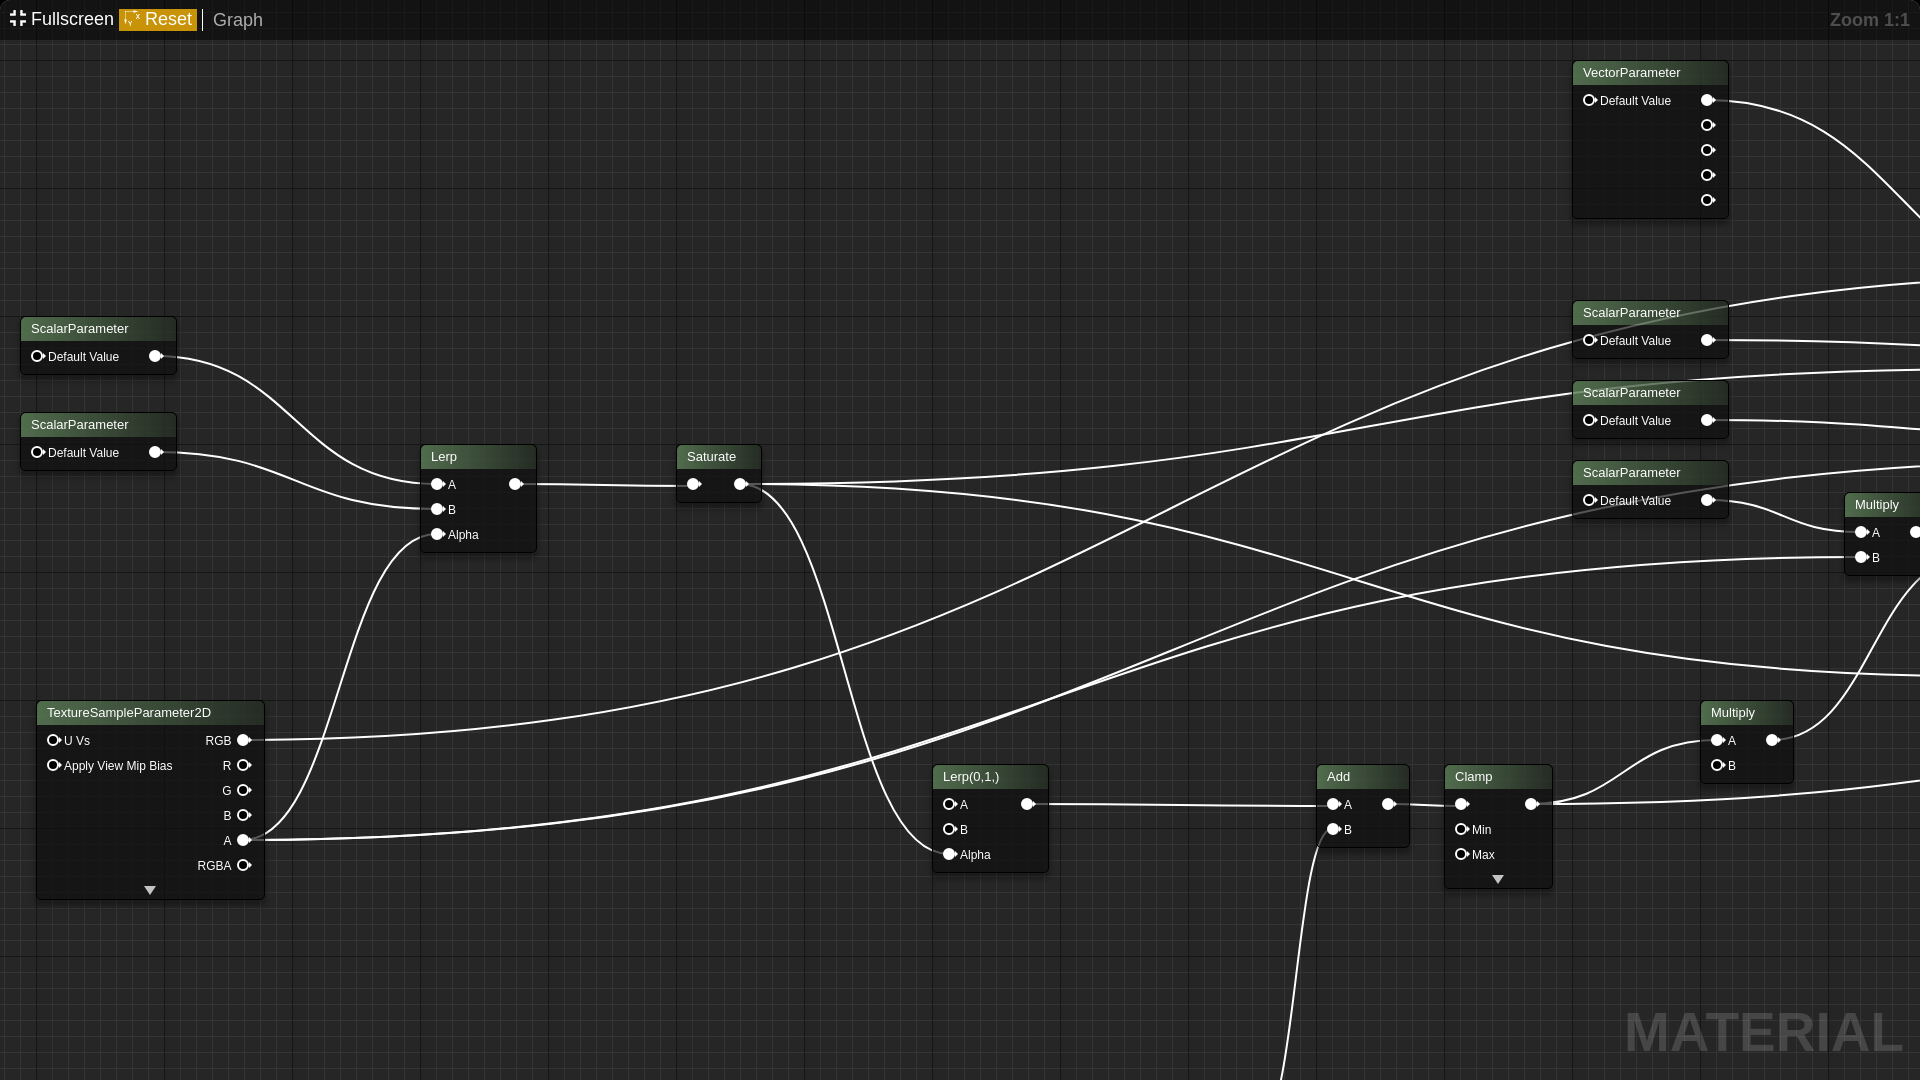 Fullscreen Reset Graph
Zoom 1:1
VectorParameter
Default Value
ScalarParameter
Default Value
ScalarParameter
Default Value
ScalarParameter
Default Value
ScalarParameter
Default Value
ScalarParameter
Default Value
Lerp
A
B
Alpha
Saturate
Multiply
A
B
TextureSampleParameter2D
U Vs RGB
Apply View Mip Bias R
G
B
A
RGBA
Lerp(0,1,)
A
B
Alpha
Add
A
B
Clamp
Min
Max
Multiply
A
B
MATERIAL